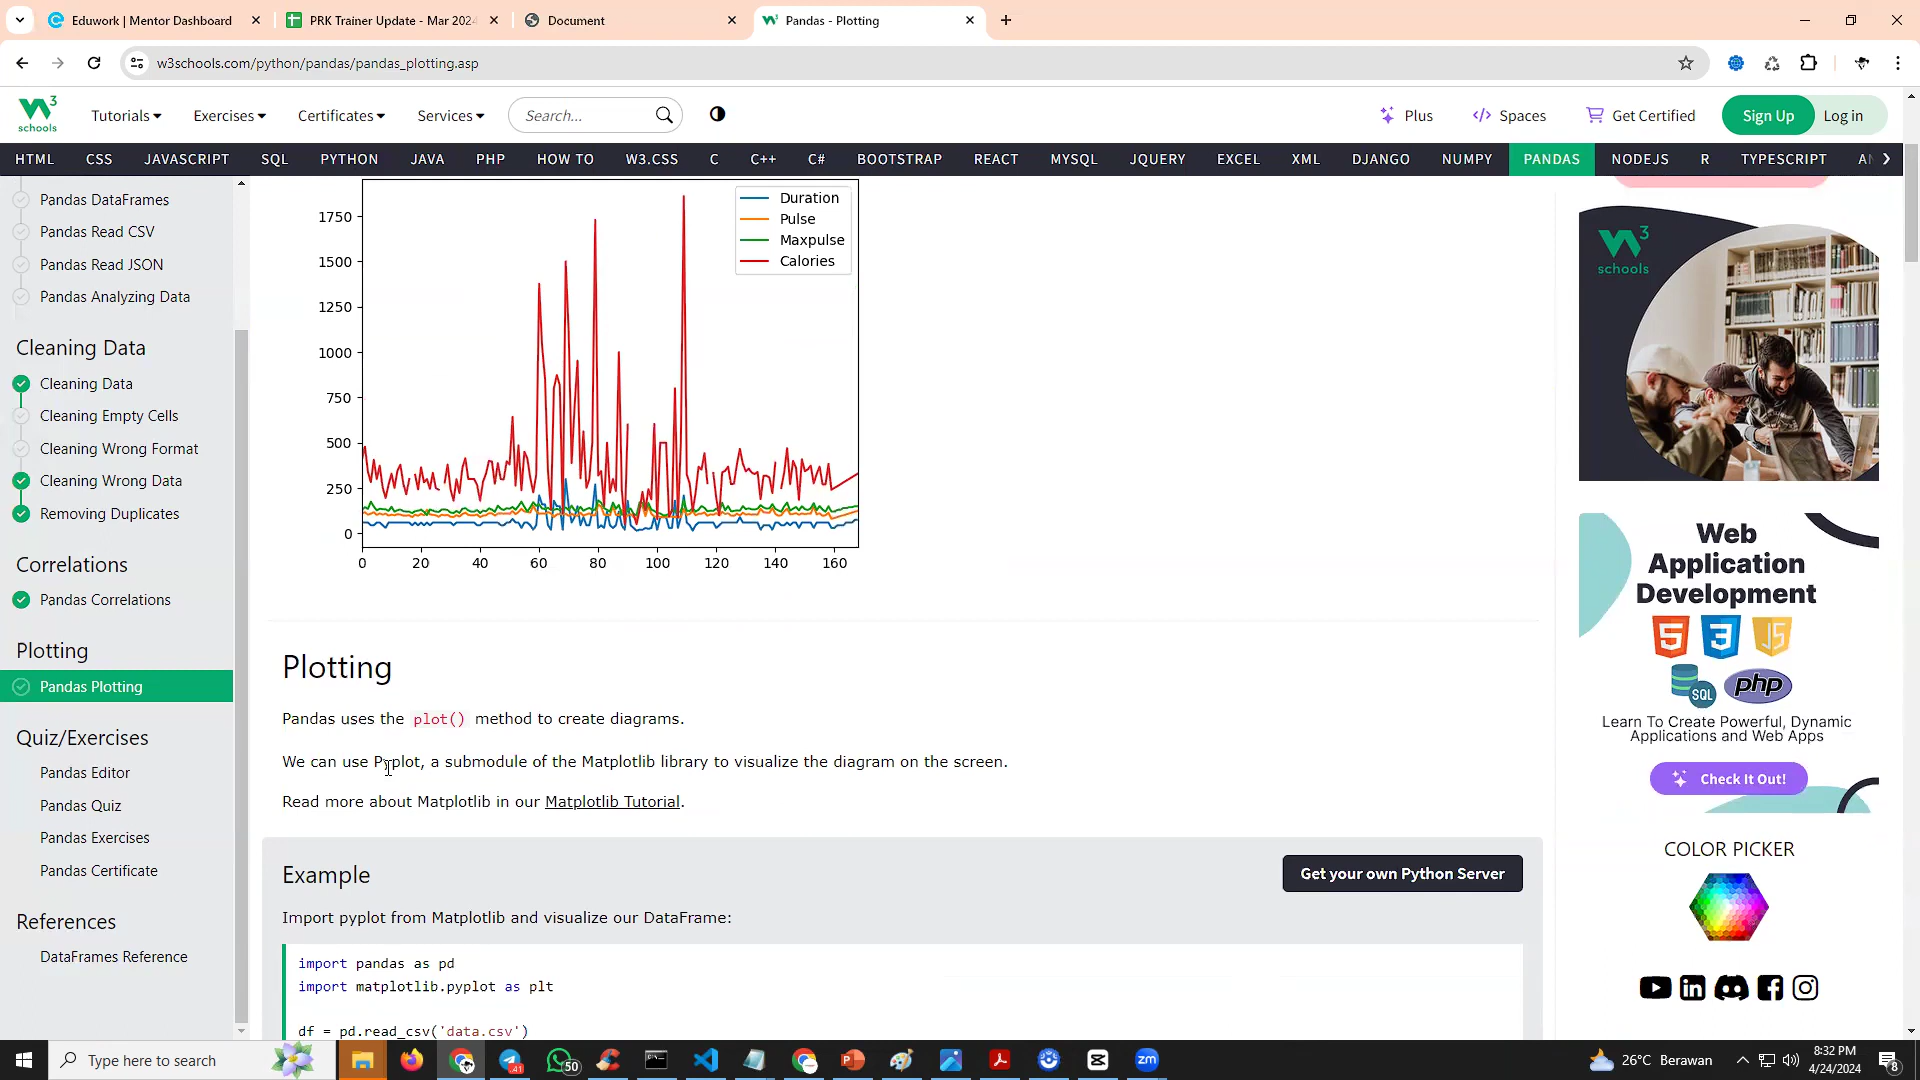 Eduwork | Mentor Dashboard
PRK Trainer Update - Mar 2024
Document
Pandas - Plotting
w3schools.com/python/pandas/pandas_plotting.asp
W3
schools
Tutorials
Exercises
Certificates
Services
Search...
Plus
Spaces
Get Certified
Sign Up
Log in
HTML CSS JAVASCRIPT SQL PYTHON JAVA PHP HOW TO W3.CSS C C++ C# BOOTSTRAP REACT MYSQL JQUERY EXCEL XML DJANGO NUMPY PANDAS NODEJS R TYPESCRIPT
Pandas DataFrames
Pandas Read CSV
Pandas Read JSON
Pandas Analyzing Data
Cleaning Data
Cleaning Data
Cleaning Empty Cells
Cleaning Wrong Format
Cleaning Wrong Data
Removing Duplicates
Correlations
Pandas Correlations
Plotting
Pandas Plotting
Quiz/Exercises
Pandas Editor
Pandas Quiz
Pandas Exercises
Pandas Certificate
References
DataFrames Reference
1750
1500
1250
1000
750
500
250
0
0 20 40 60 80 100 120 140 160
Duration
Pulse
Maxpulse
Calories
Plotting
Pandas uses the plot() method to create diagrams.
We can use Pyplot, a submodule of the Matplotlib library to visualize the diagram on the screen.
Read more about Matplotlib in our Matplotlib Tutorial.
Example
Get your own Python Server
Import pyplot from Matplotlib and visualize our DataFrame:
import pandas as pd
import matplotlib.pyplot as plt
df = pd.read_csv('data.csv')
W3
schools
Web
Application
Development
5 3 JS
SQL php
Learn To Create Powerful, Dynamic
Applications and Web Apps
Check It Out!
COLOR PICKER
Type here to search
41
50
zm
26°C Berawan
8:32 PM
4/24/2024
8